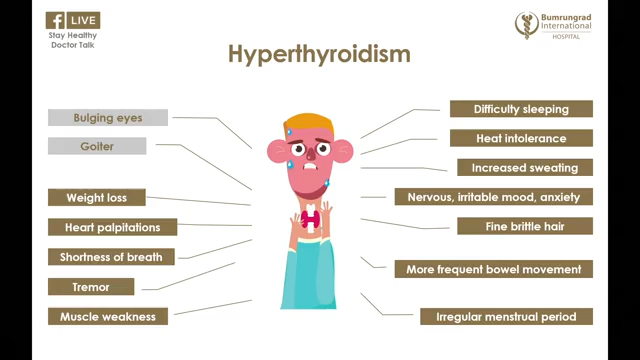 f LIVE
Stay Healthy
Doctor Talk
Bumrungrad
International
HOSPITAL
Hyperthyroidism
Bulging eyes
Goiter
Weight loss
Heart palpitations
Shortness of breath
Tremor
Muscle weakness
Difficulty sleeping
Heat intolerance
Increased sweating
Nervous, irritable mood, anxiety
Fine brittle hair
More frequent bowel movement
Irregular menstrual period